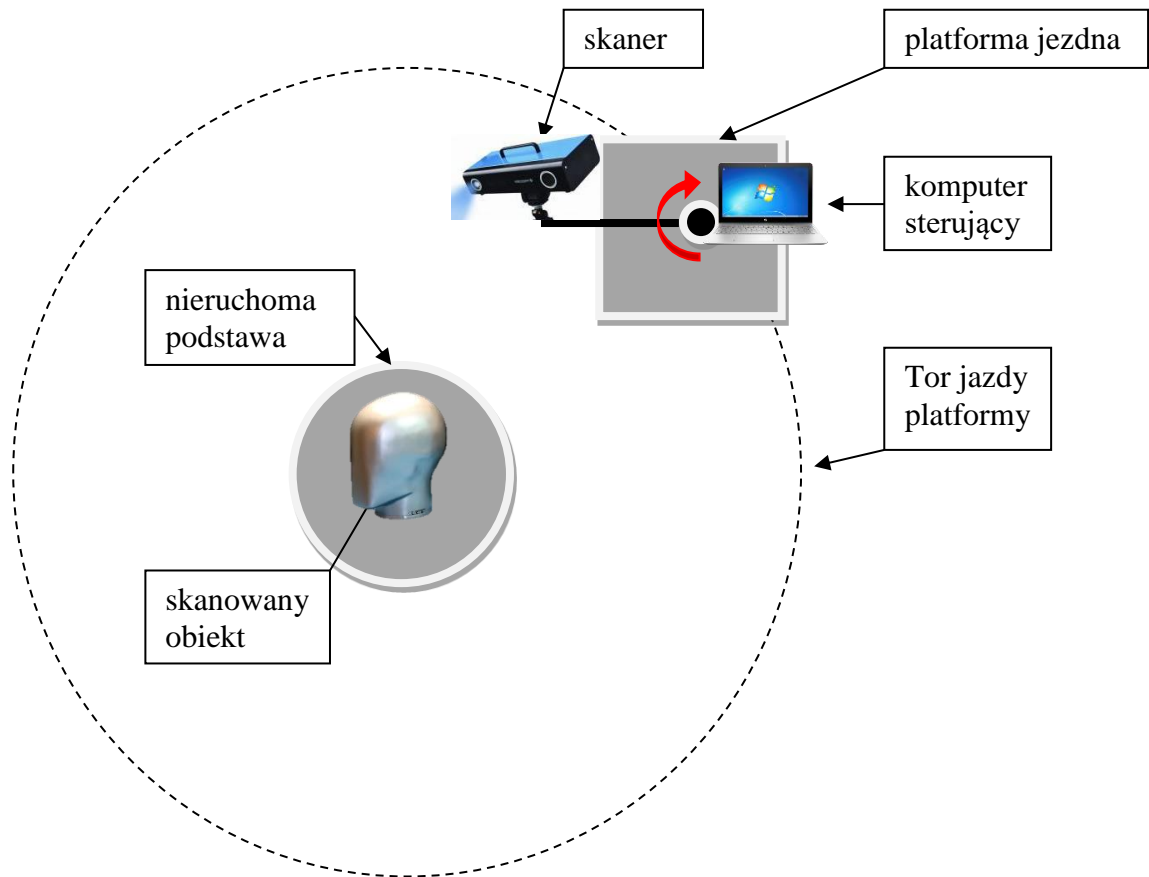 skaner
platforma jezdna
komputer
sterujący
nieruchoma
podstawa
Tor jazdy
platformy
skanowany
obiekt